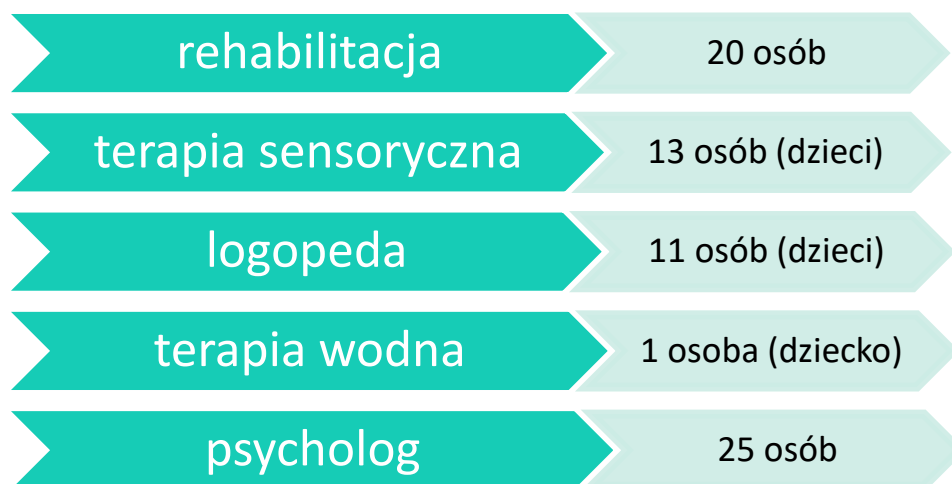 rehabilitacja 20 osób
terapia sensoryczna 13 osób (dzieci)
logopeda 11 osób (dzieci)
terapia wodna 1 osoba (dziecko)
psycholog 25 osób